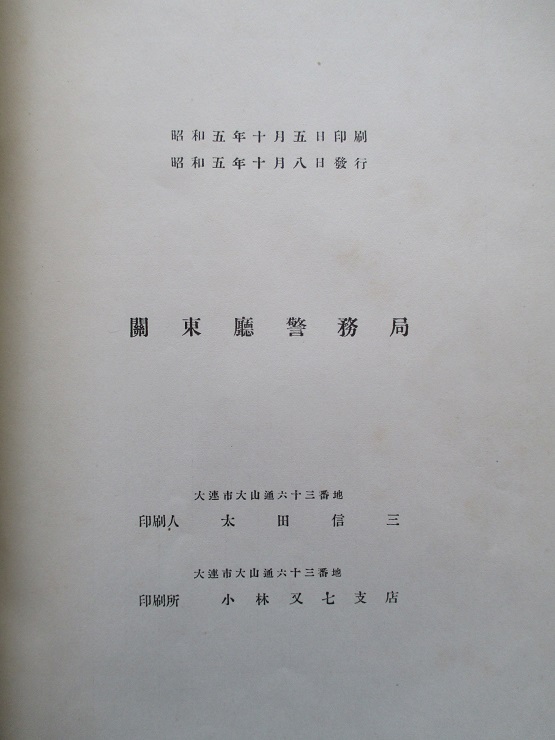 昭和五年十月五日印刷
昭和五年十月八日發行
關東廳警務局
大連市大山通六十三番地
印刷人 太田信三
大連市大山通六十三番地
印刷所 小林又七支店